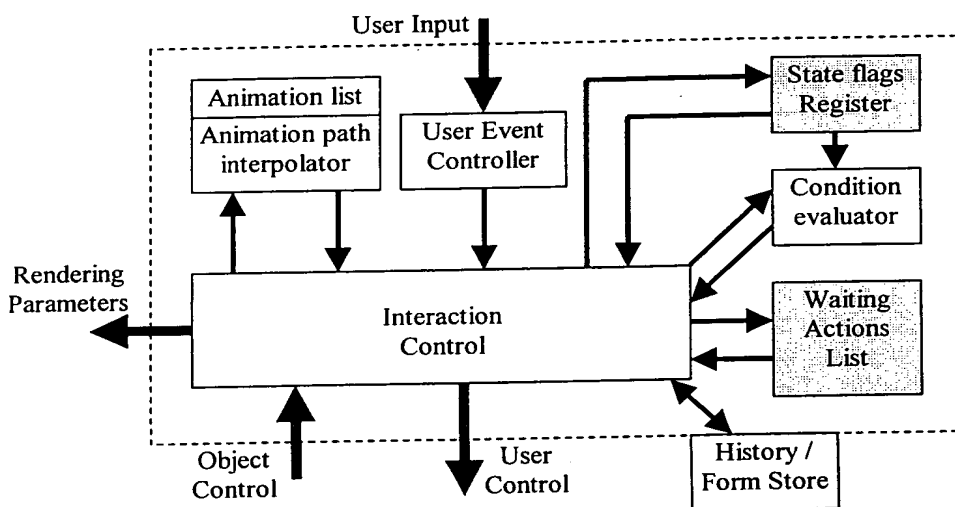 User Input
Animation list
Animation path
interpolator
User Event
Controller
State flags
Register
Condition
evaluator
Rendering
Parameters
Interaction
Control
Waiting
Actions
List
Object
Control
User
Control
History /
Form Store